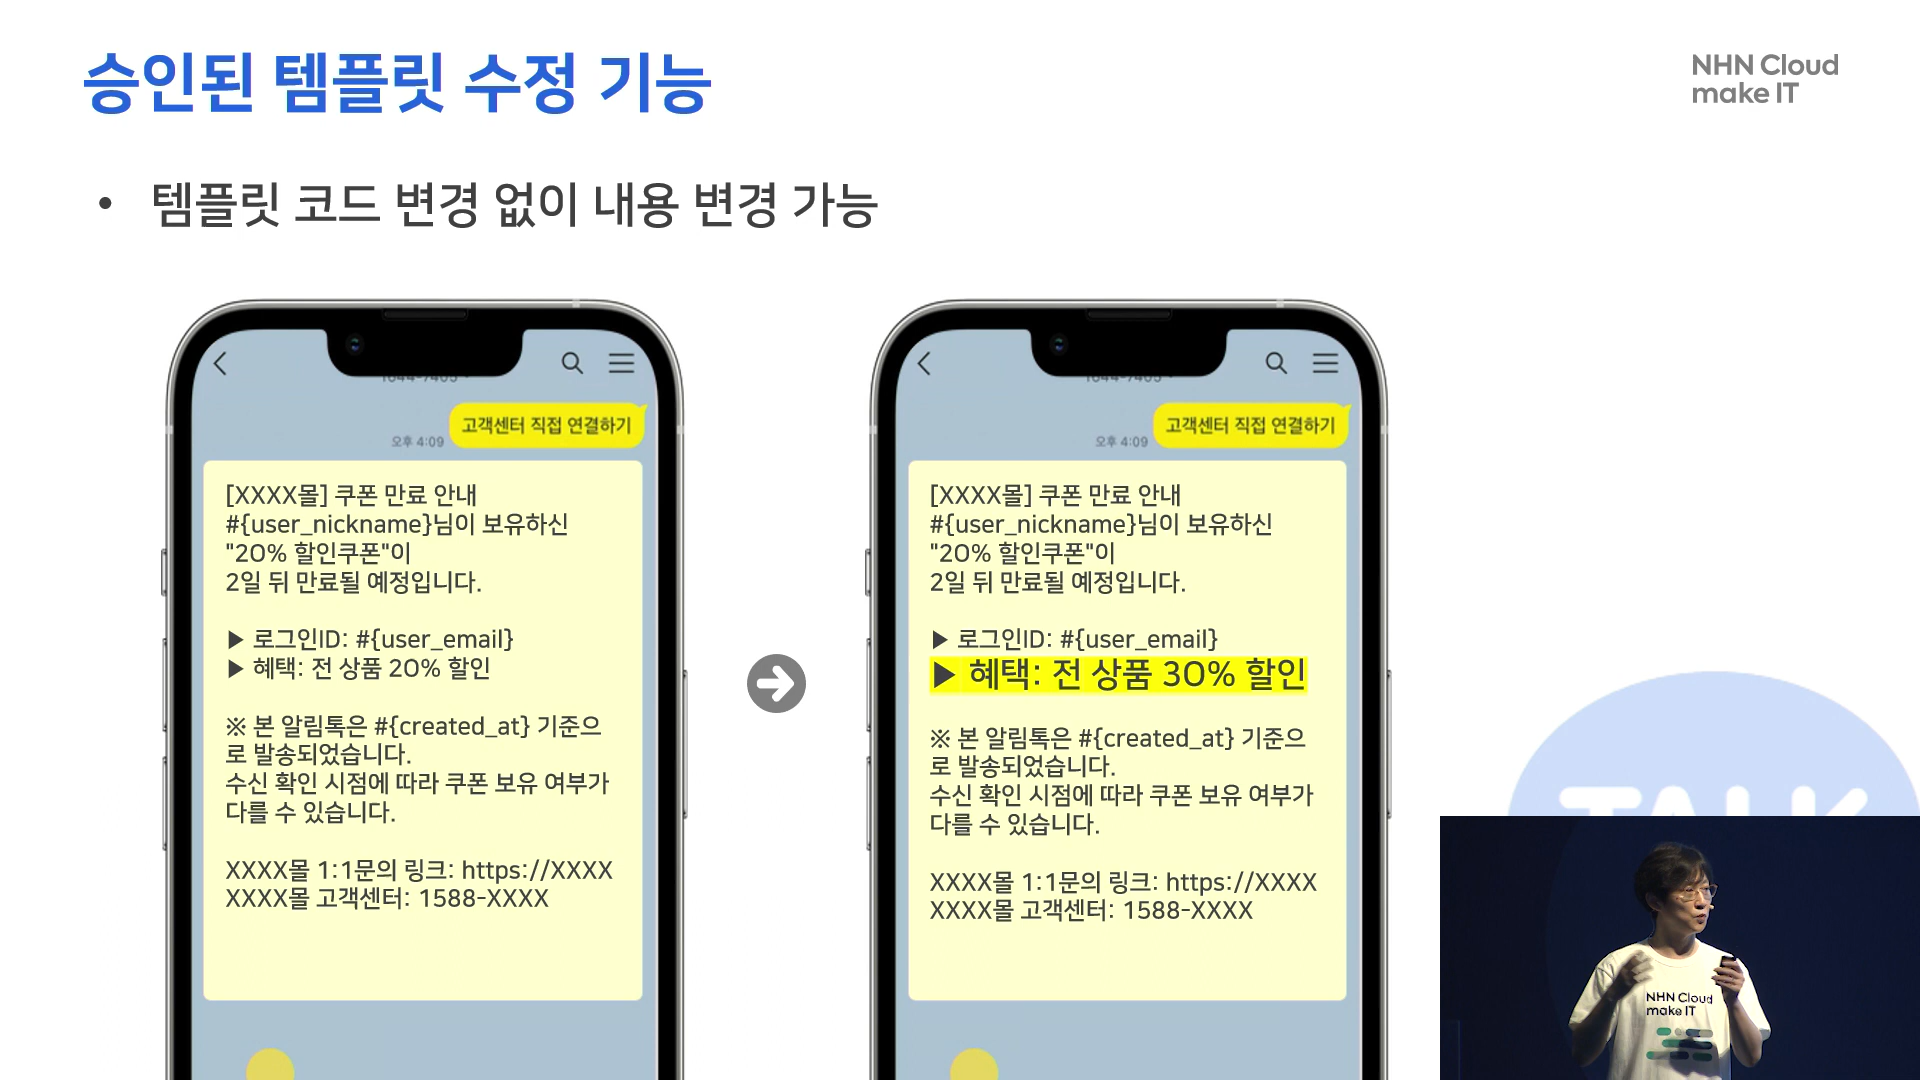 승인된 템플릿 수정 기능
NHN Cloud
make IT
• 템플릿 코드 변경 없이 내용 변경 가능
고객센터 직접 연결하기
오후 4:09
[XXXX몰] 쿠폰 만료 안내
#{user_nickname}님이 보유하신
"20% 할인쿠폰"이
2일 뒤 만료될 예정입니다.
▶ 로그인ID: #{user_email}
▶ 혜택: 전 상품 20% 할인
※ 본 알림톡은 #{created_at} 기준으
로 발송되었습니다.
수신 확인 시점에 따라 쿠폰 보유 여부가
다를 수 있습니다.
XXXX몰 1:1문의 링크: https://XXXX
XXXX몰 고객센터: 1588-XXXX
고객센터 직접 연결하기
오후 4:09
[XXXX몰] 쿠폰 만료 안내
#{user_nickname}님이 보유하신
"20% 할인쿠폰"이
2일 뒤 만료될 예정입니다.
▶ 로그인ID: #{user_email}
▶ 혜택: 전 상품 30% 할인
※ 본 알림톡은 #{created_at} 기준으
로 발송되었습니다.
수신 확인 시점에 따라 쿠폰 보유 여부가
다를 수 있습니다.
XXXX몰 1:1문의 링크: https://XXXX
XXXX몰 고객센터: 1588-XXXX
TALK
NHN Cloud
make IT